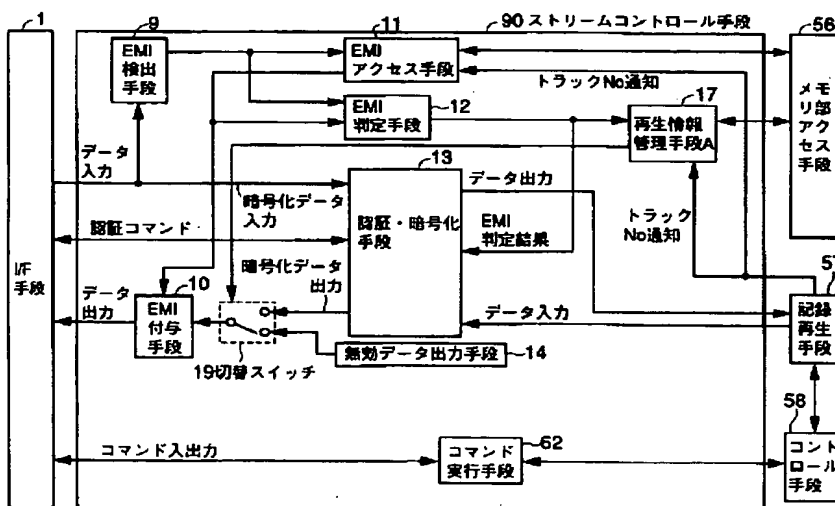 1
9
11
90 ストリームコントロール手段
56
EMI
検出
手段
EMI
アクセス手段
トラックNo通知
EMI
判定手段
12
17
再生情報
管理手段A
メモ
リ部
アク
セス
手段
データ
入力
13
データ出力
暗号化データ
入力
認証・暗号化
手段
トラック
No通知
認証コマンド
EMI
判定結果
I/F
手段
暗号化データ
出力
データ
出力
10
EMI
付与
手段
データ入力
57
記録
再生
手段
無効データ出力手段
14
19切替スイッチ
58
コマンド入出力
コマンド
実行手段
62
コント
ロール
手段